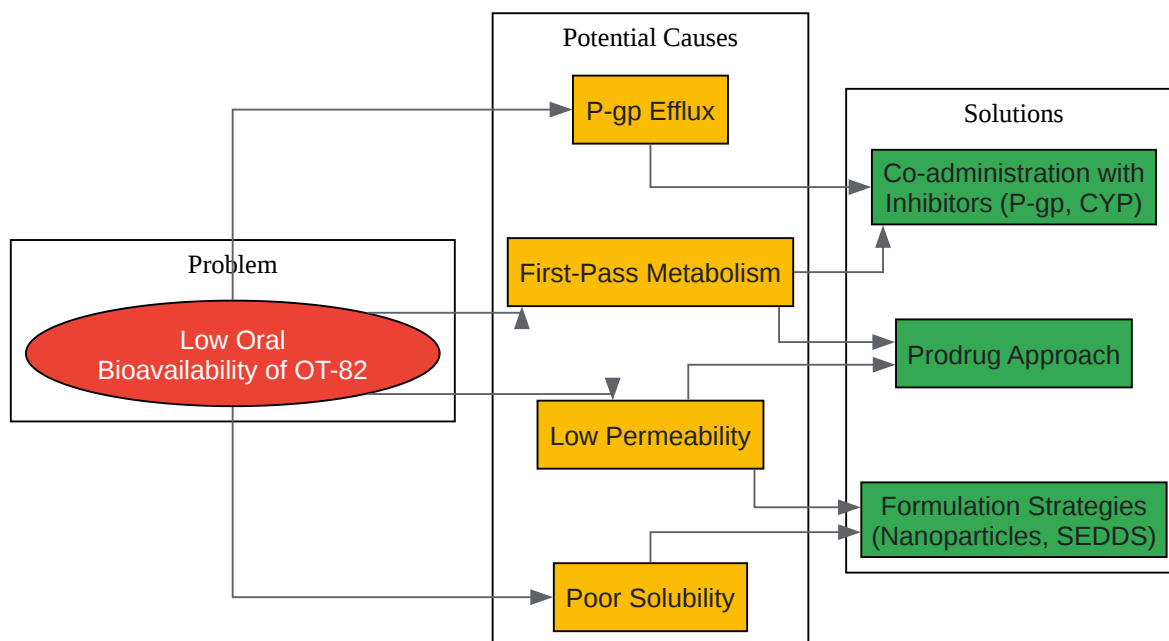 Problem
Low Oral
Bioavailability of OT-82
Potential Causes
P-gp Efflux
First-Pass Metabolism
Low Permeability
Poor Solubility
Solutions
Co-administration with
Inhibitors (P-gp, CYP)
Prodrug Approach
Formulation Strategies
(Nanoparticles, SEDDS)